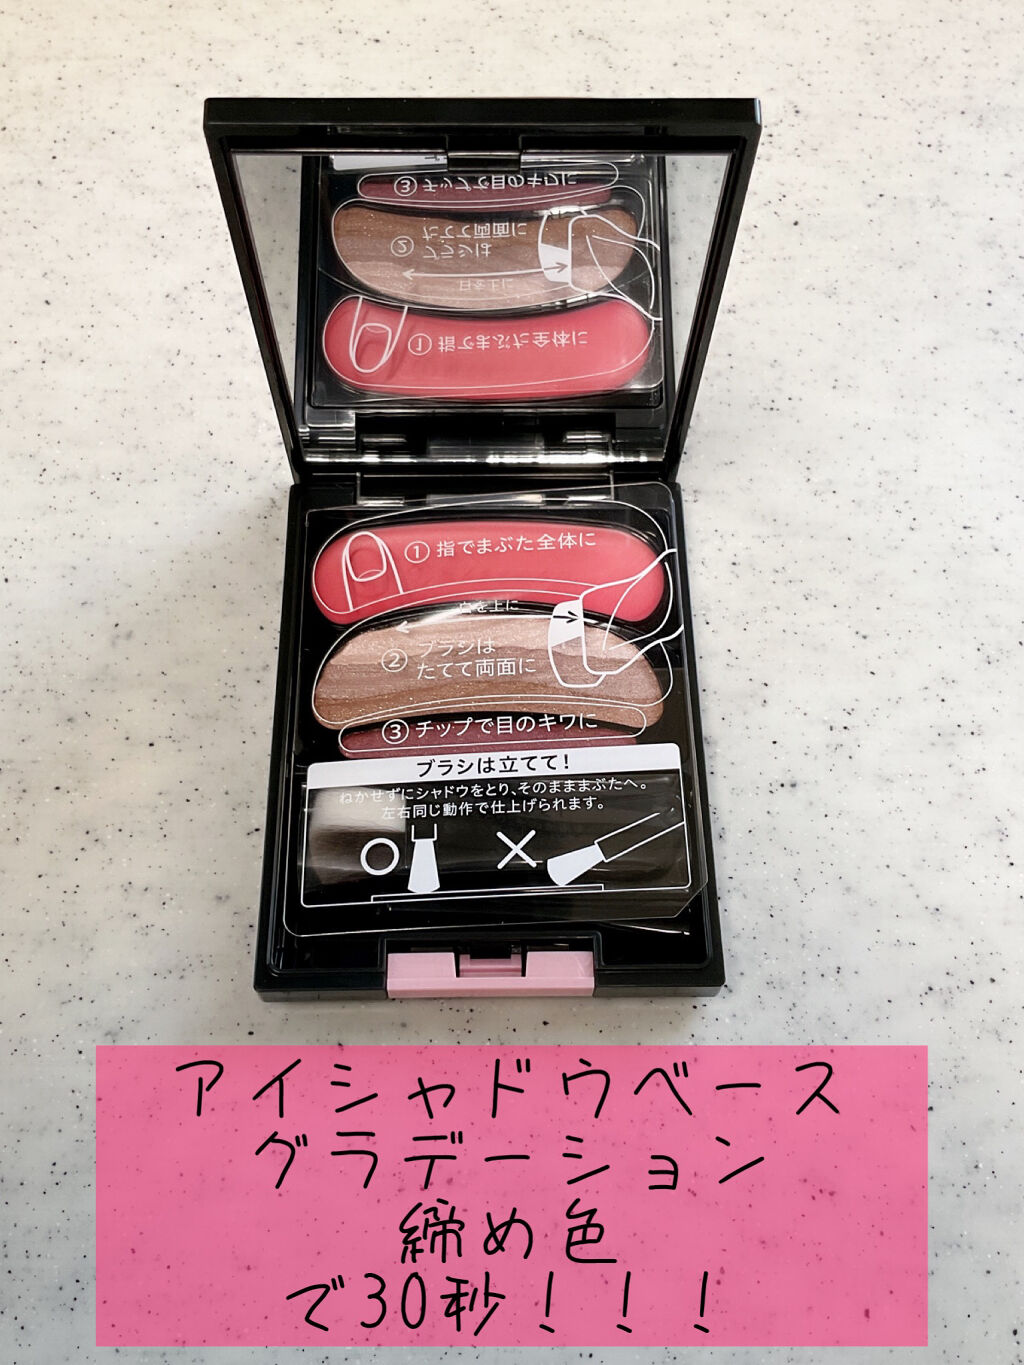 ① 指でまぶた全体に
白を上に
② ブラシは
たてて両面に
③ チップで目のキワに
ブラシは立てて！
ねかせずにシャドウをとり、そのまままぶたへ。
左右同じ動作で仕上げられます。
アイシャドウベース
グラデーション
締め色
で30秒！！！